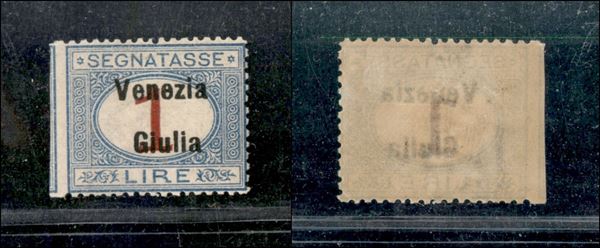 SEGNATASSE
Venezia
1
Giulia
LIRE